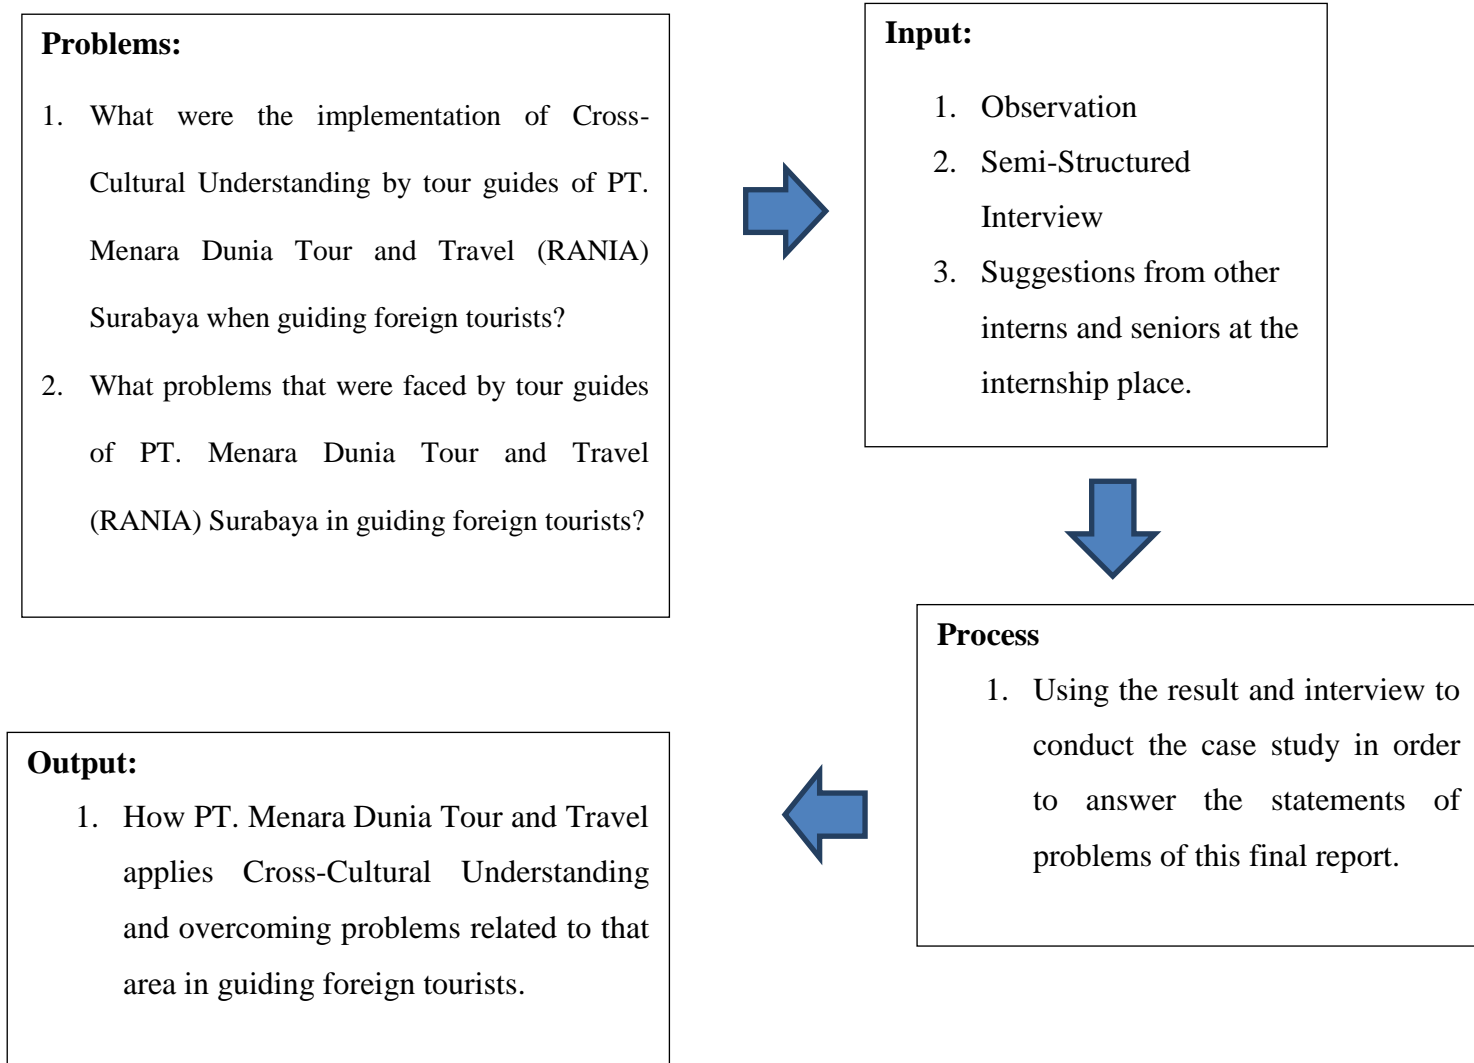 Problems:
1. What were the implementation of Cross-
Cultural Understanding by tour guides of PT.
Menara Dunia Tour and Travel (RANIA)
Surabaya when guiding foreign tourists?
2. What problems that were faced by tour guides
of PT. Menara Dunia Tour and Travel
(RANIA) Surabaya in guiding foreign tourists?
Input:
1. Observation
2. Semi-Structured
Interview
3. Suggestions from other
interns and seniors at the
internship place.
Process
1. Using the result and interview to
conduct the case study in order
to answer the statements of
problems of this final report.
Output:
1. How PT. Menara Dunia Tour and Travel
applies Cross-Cultural Understanding
and overcoming problems related to that
area in guiding foreign tourists.